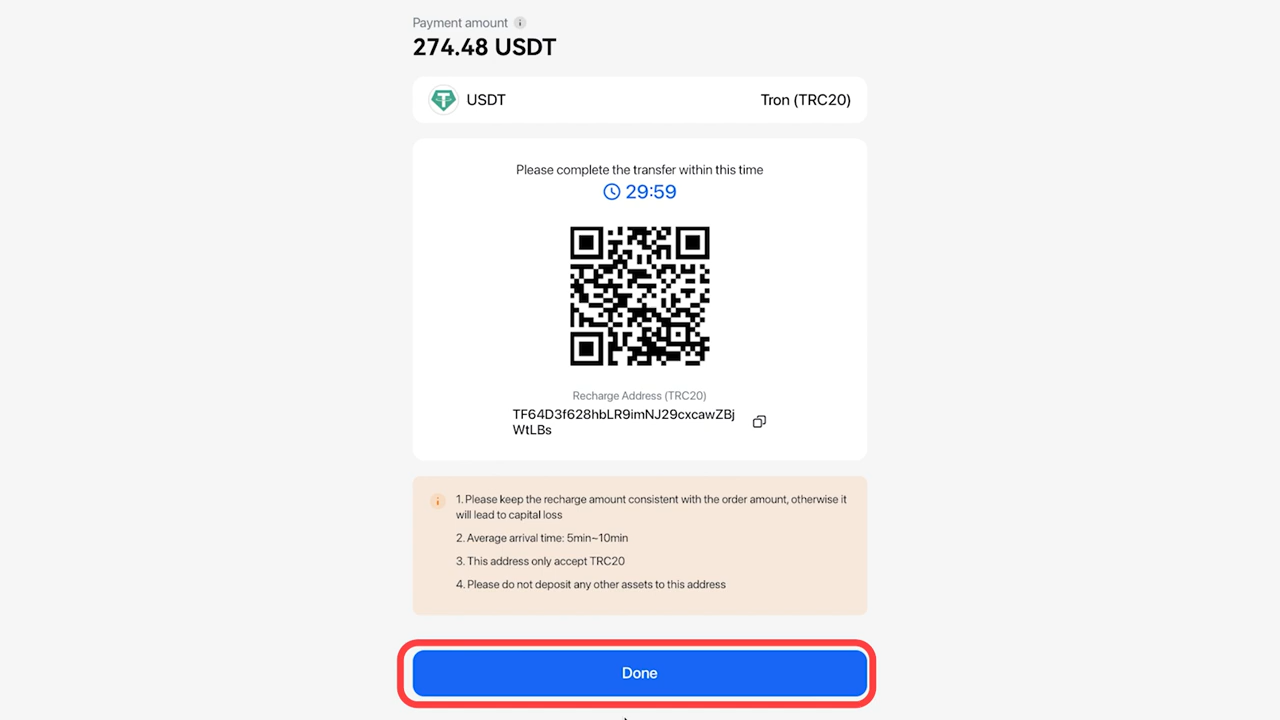 Payment amount
274.48 USDT
USDT
Tron (TRC20)
Please complete the transfer within this time
29:59
Recharge Address (TRC20)
TF64D3f628hbLR9imNJ29cxcawZBj
WtLBs
1. Please keep the recharge amount consistent with the order amount, otherwise it
will lead to capital loss
2. Average arrival time: 5min~10min
3. This address only accept TRC20
4. Please do not deposit any other assets to this address
Done